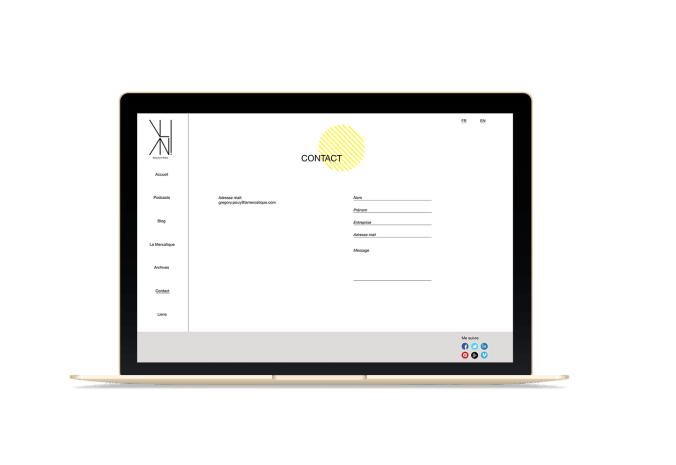 FR EN
CONTACT
Accueil
Podcasts
Blog
La Mercatique
Archives
Contact
Liens
Adresse mail:
gregory.pouy@lamercatique.com
Nom
Prénom
Entreprise
Adresse mail
Message
Me suivre